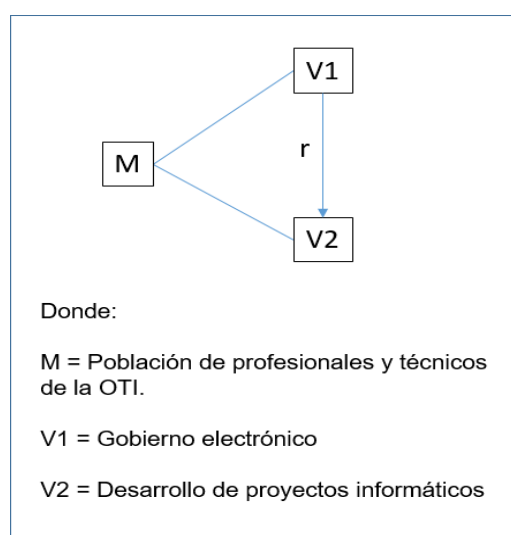 V1
M
r
V2
Donde:
M = Población de profesionales y técnicos
de la OTI.
V1 = Gobierno electrónico
V2 = Desarrollo de proyectos informáticos